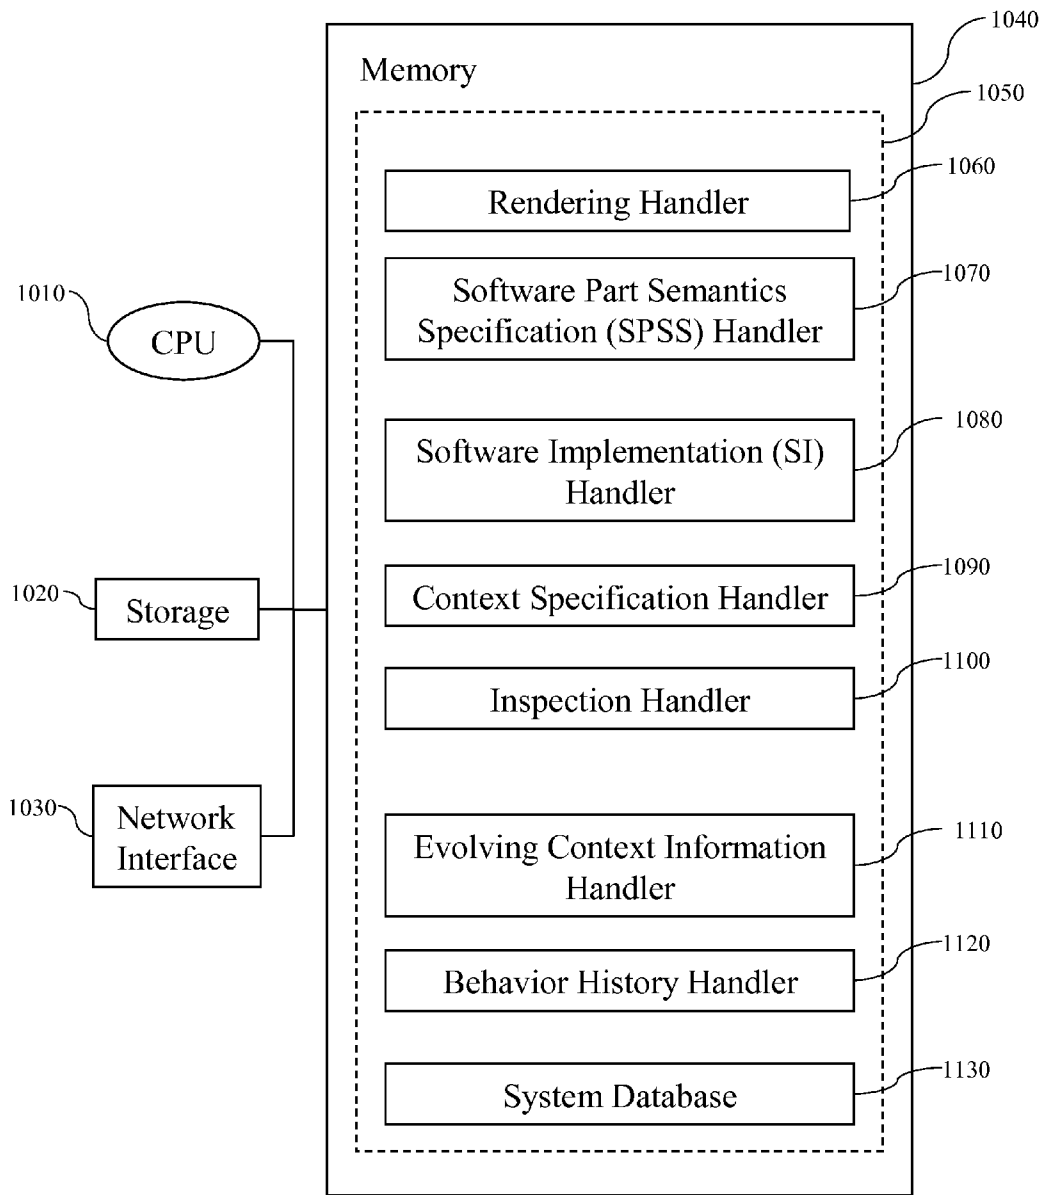 1040
Memory
1050
1060
Rendering Handler
1070
Software Part Semantics
Specification (SPSS) Handler
1010
CPU
1080
Software Implementation (SI)
Handler
1090
Context Specification Handler
1020
Storage
1100
Inspection Handler
1030
Network
Interface
1110
Evolving Context Information
Handler
1120
Behavior History Handler
1130
System Database